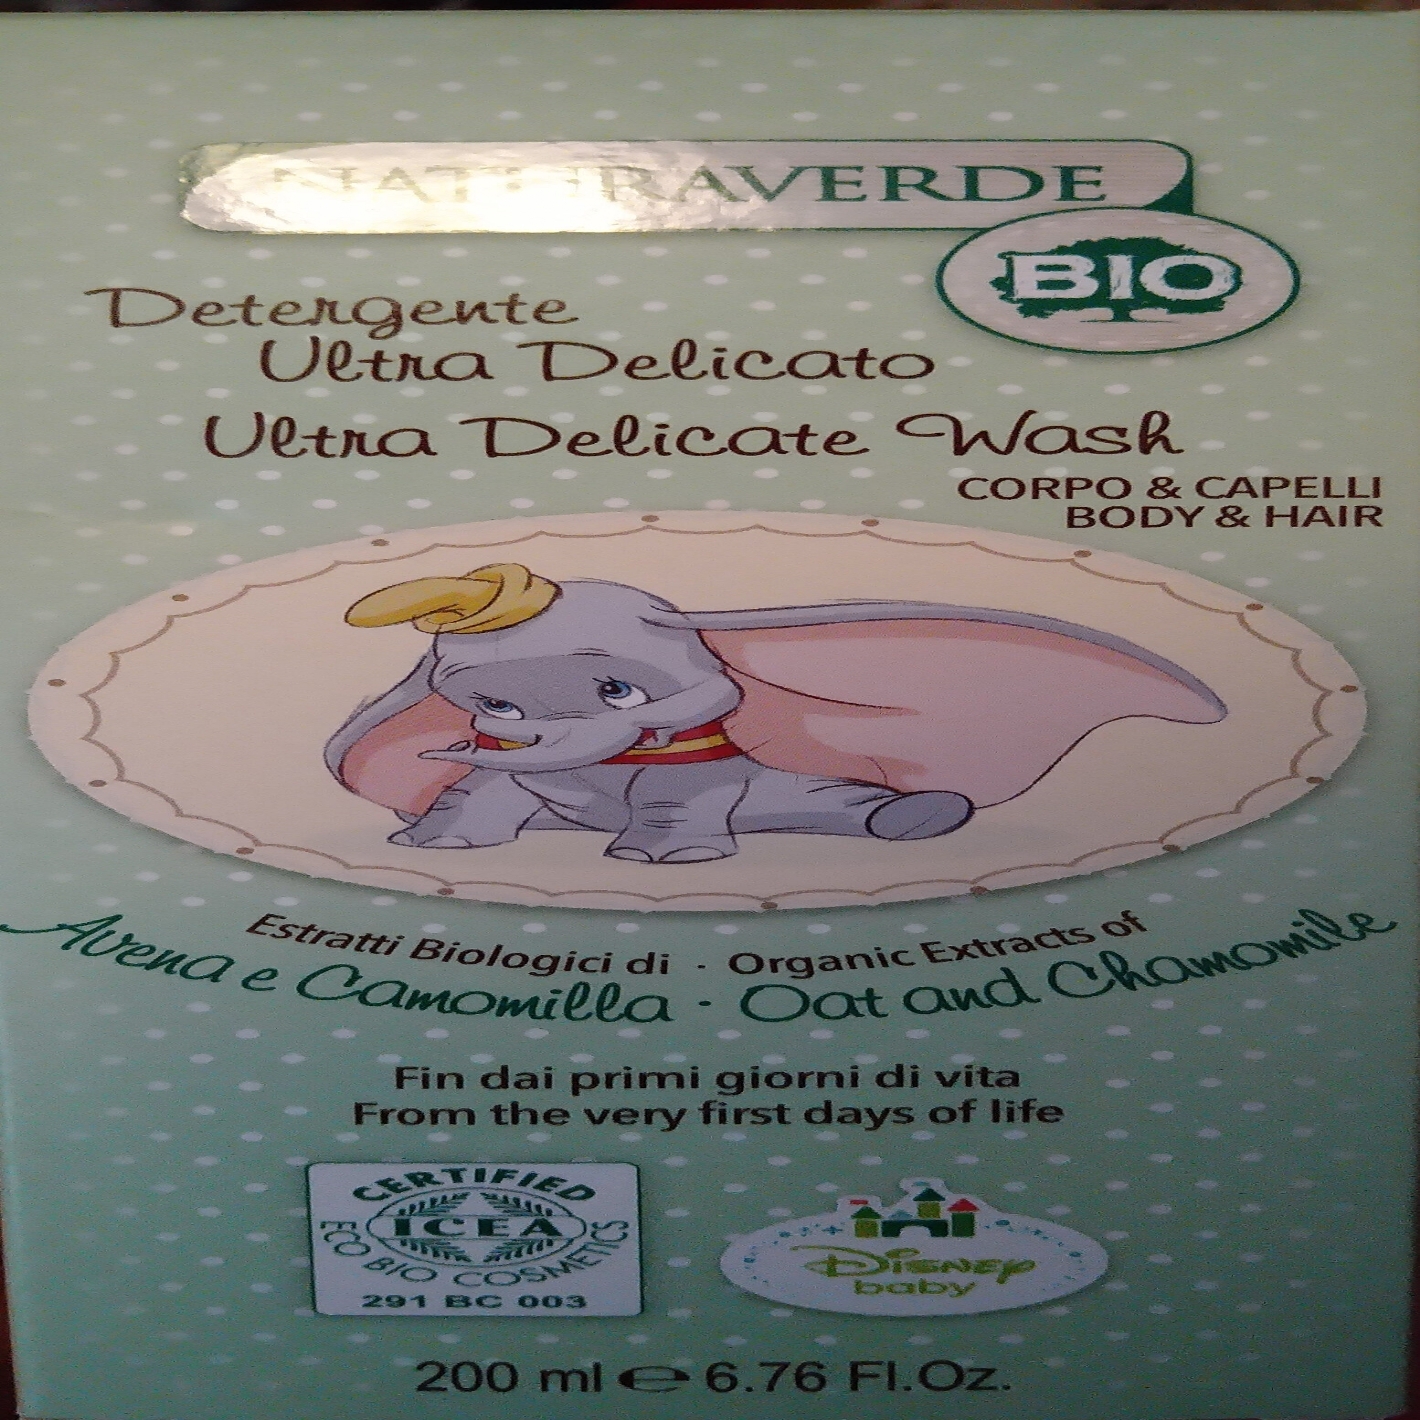 NATURAVERDE
BIO
Detergente
Ultra Delicato
Ultra Delicate Wash
CORPO & CAPELLI
BODY & HAIR
Estratti Biologici di · Organic Extracts of
Avena e Camomilla · Oat and Chamomile
Fin dai primi giorni di vita
From the very first days of life
CERTIFIED
ICEA
ECO BIO COSMETICS
291 BC 003
Disney
baby
200 ml ℮ 6.76 Fl.Oz.